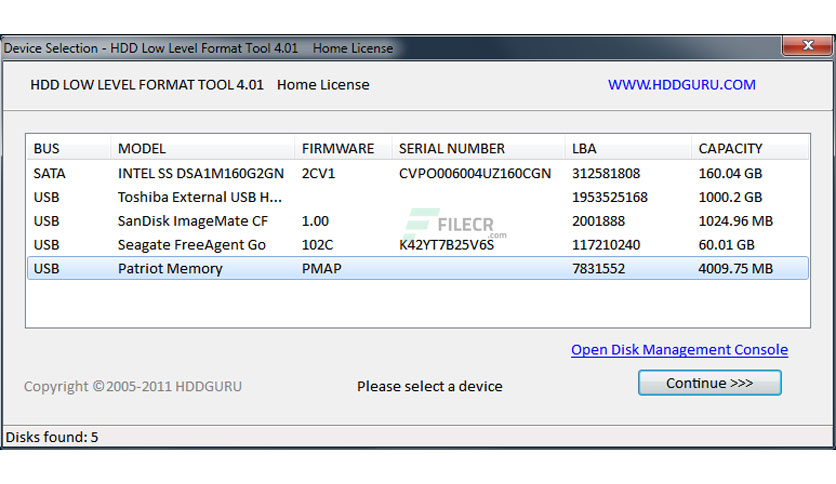 Device Selection - HDD Low Level Format Tool 4.01    Home License
HDD LOW LEVEL FORMAT TOOL 4.01    Home License    WWW.HDDGURU.COM
BUS    MODEL    FIRMWARE    SERIAL NUMBER    LBA    CAPACITY
SATA    INTEL SS DSA1M160G2GN    2CV1    CVPO006004UZ160CGN    312581808    160.04 GB
USB    Toshiba External USB H...    1953525168    1000.2 GB
USB    SanDisk ImageMate CF    1.00    2001888    1024.96 MB
FILECR
.com
USB    Seagate FreeAgent Go    102C    K42YT7B25V6S    117210240    60.01 GB
USB    Patriot Memory    PMAP    7831552    4009.75 MB
Open Disk Management Console
Copyright ©2005-2011 HDDGURU    Please select a device    Continue >>>
Disks found: 5